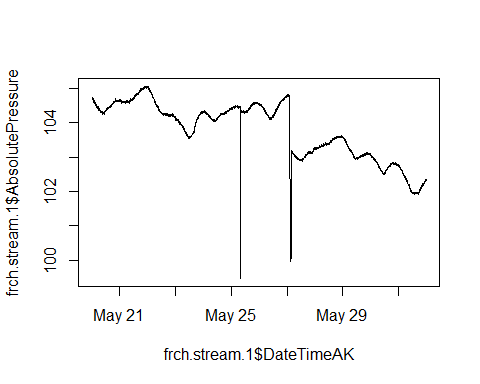 frch.stream.1$AbsolutePressure
104
102
100
May 21
May 25
May 29
frch.stream.1$DateTimeAK